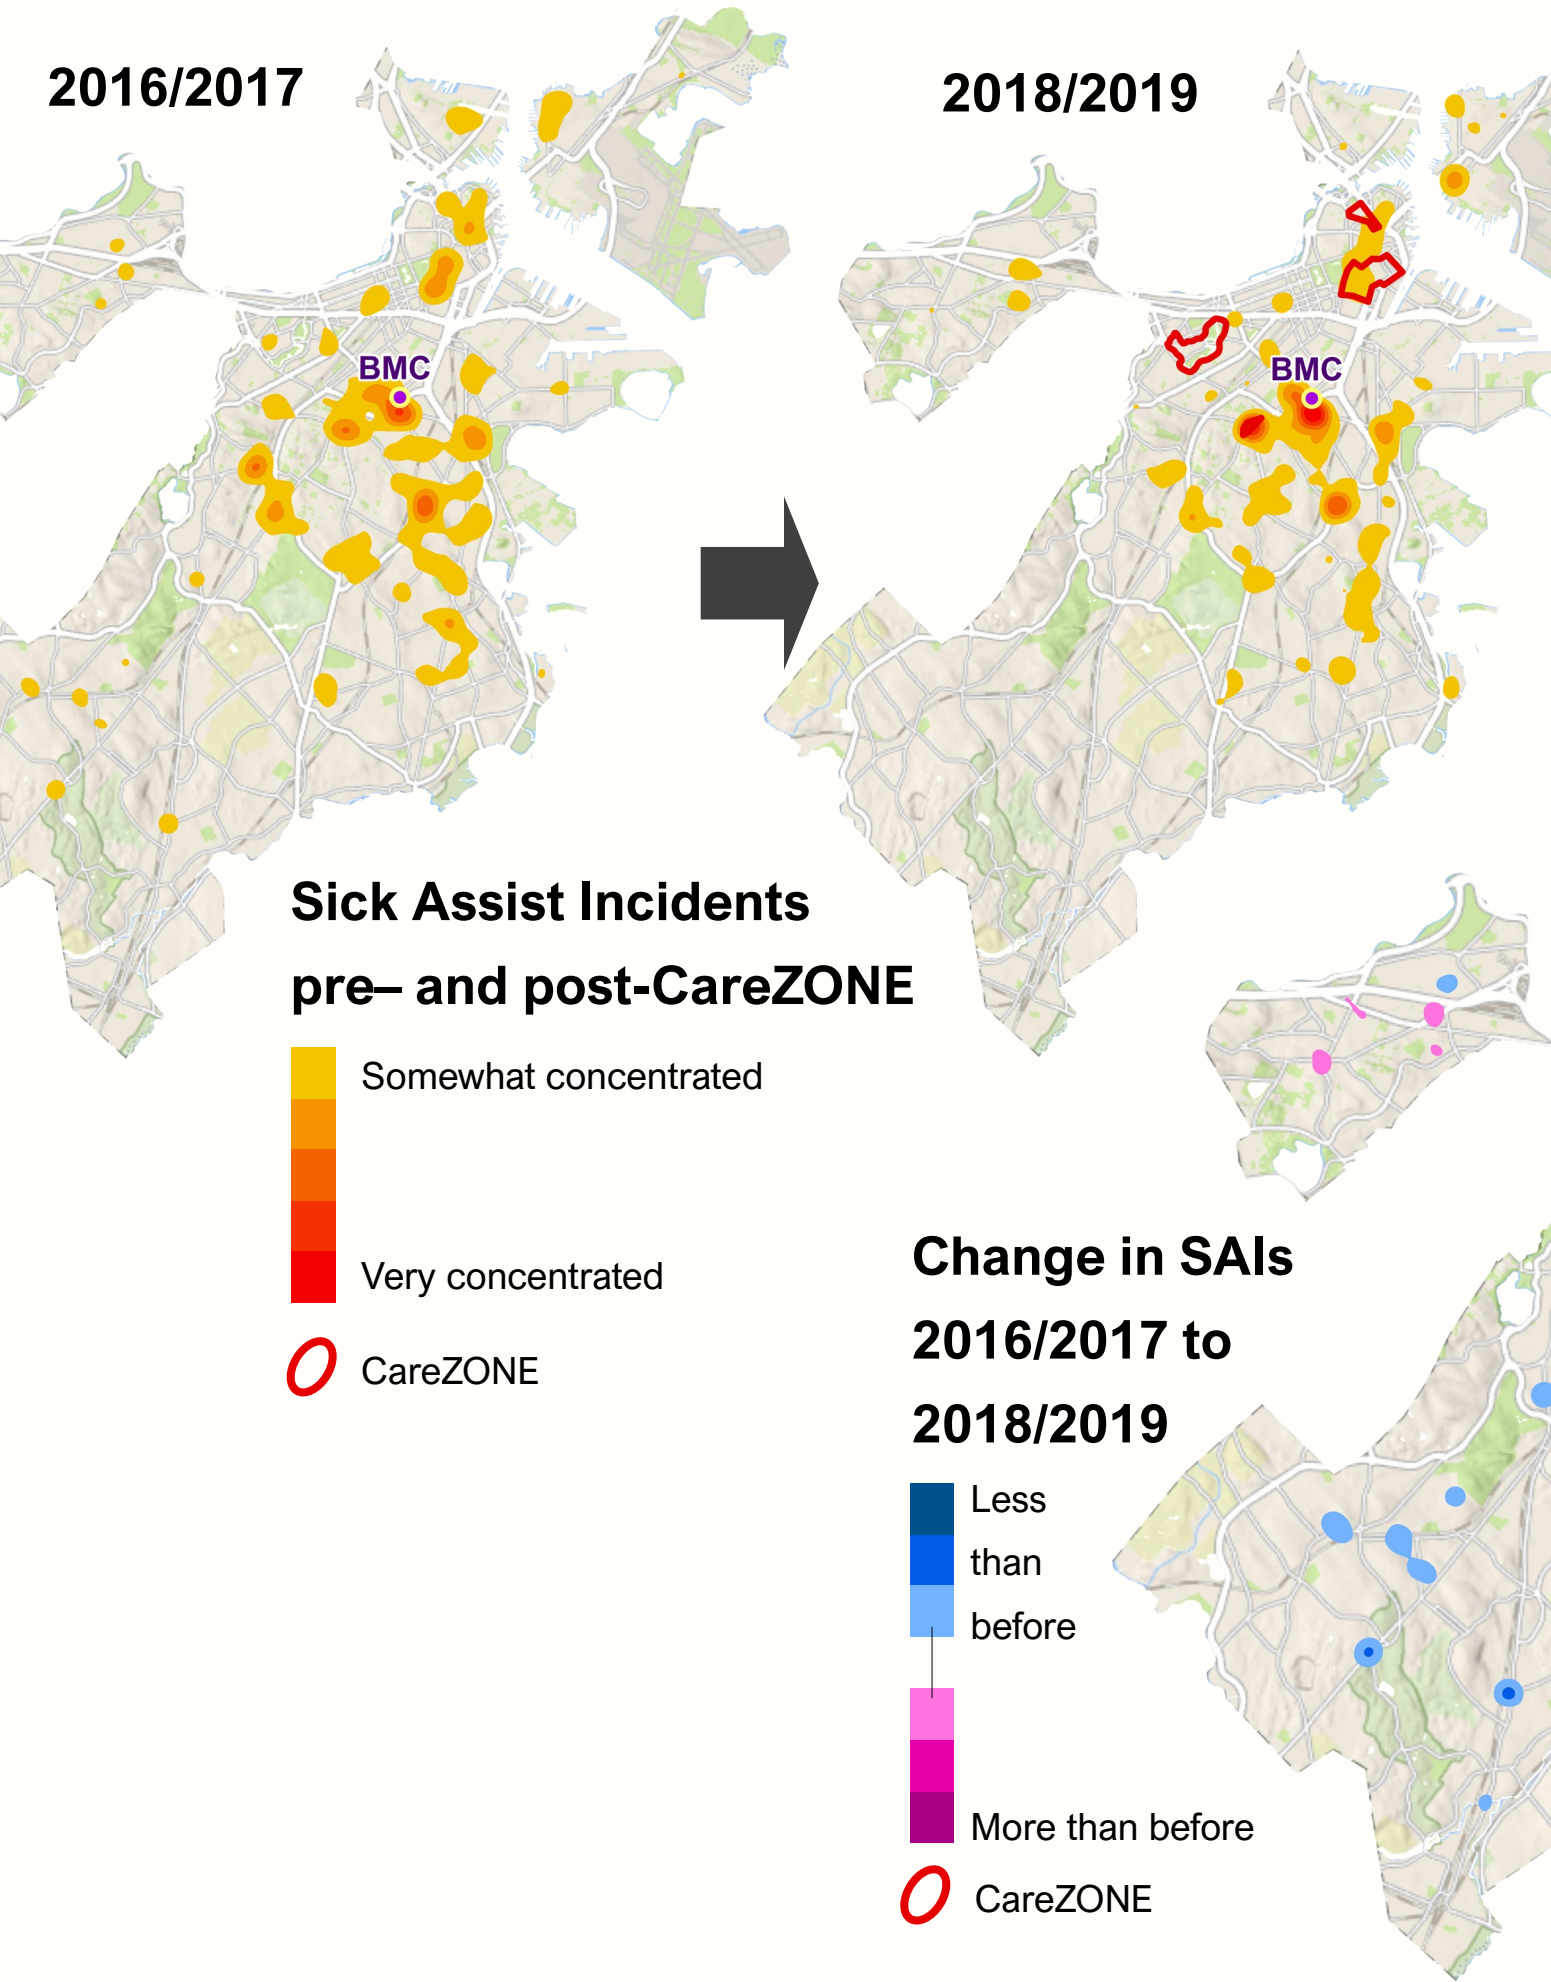 2016/2017
2018/2019
BMC
BMC
Sick Assist Incidents
pre– and post-CareZONE
Somewhat concentrated
Very concentrated
CareZONE
Change in SAIs
2016/2017 to
2018/2019
Less
than
before
More than before
CareZONE